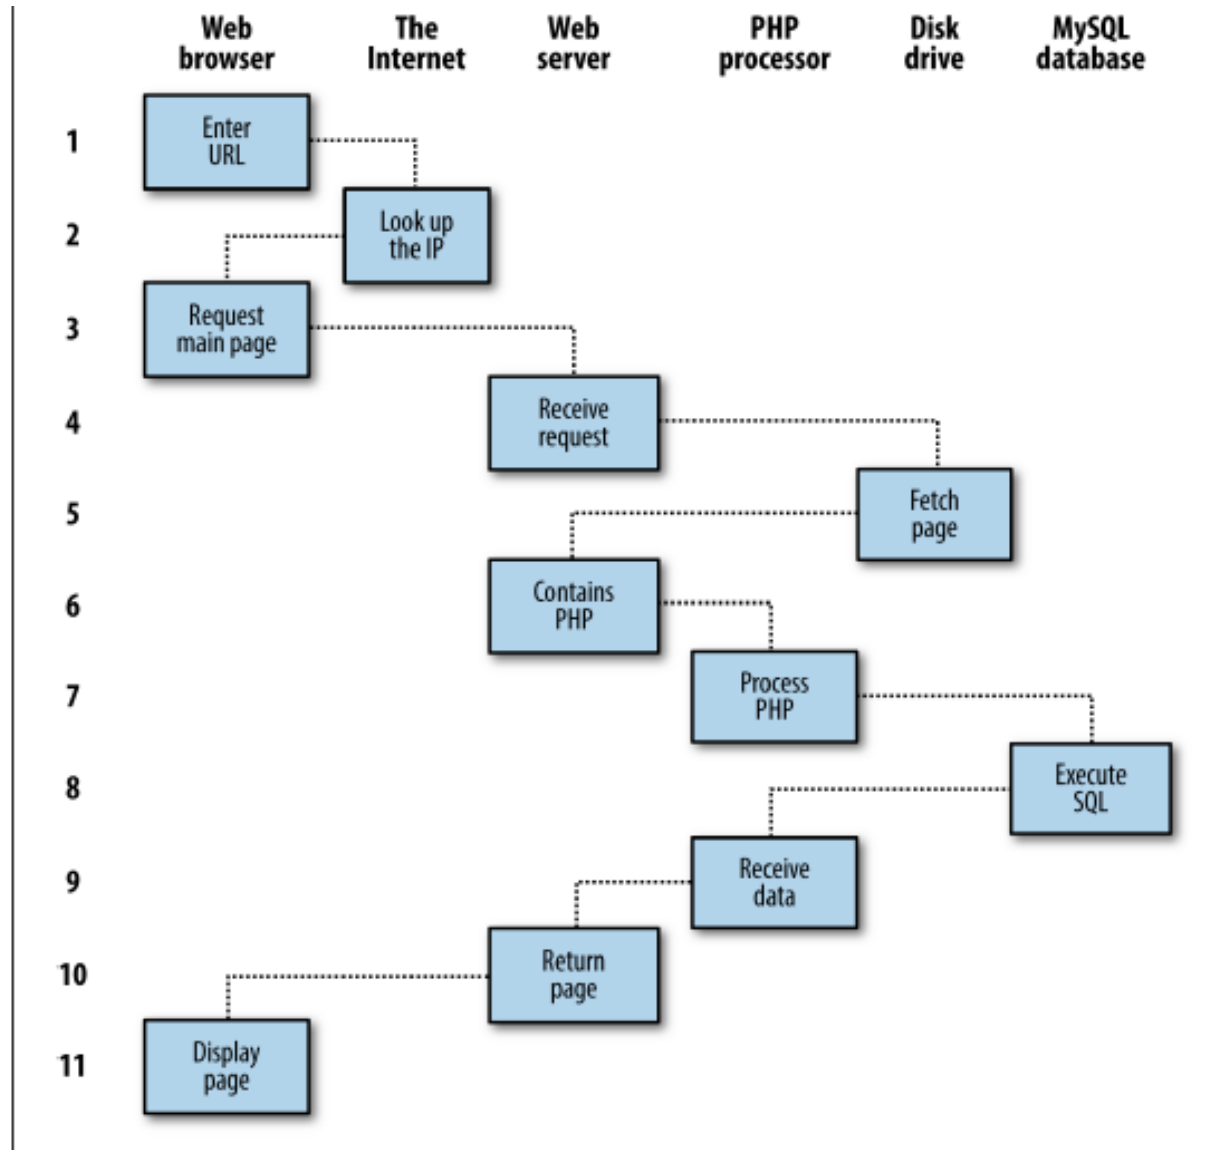 Web browser
The Internet
Web server
PHP processor
Disk drive
MySQL database
1
Enter
URL
2
Look up
the IP
3
Request
main page
4
Receive
request
5
Fetch
page
6
Contains
PHP
7
Process
PHP
8
Execute
SQL
9
Receive
data
10
Return
page
11
Display
page